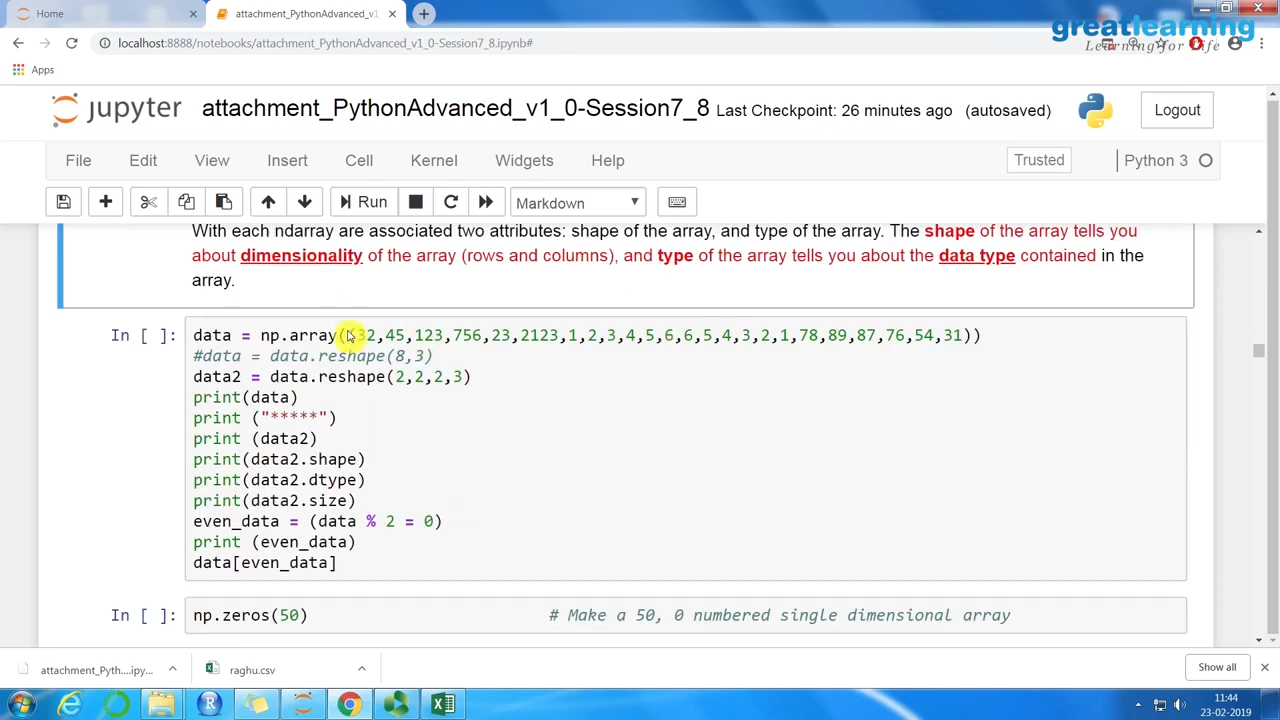 Home
attachment_PythonAdvanced_v1_
localhost:8888/notebooks/attachment_PythonAdvanced_v1_0-Session7_8.ipynb#
greatlearning
Learning for Life
Apps
jupyter
attachment_PythonAdvanced_v1_0-Session7_8 Last Checkpoint: 26 minutes ago (autosaved)
Logout
File Edit View Insert Cell Kernel Widgets Help
Trusted
Python 3
Run
Markdown
With each ndarray are associated two attributes: shape of the array, and type of the array. The shape of the array tells you
about dimensionality of the array (rows and columns), and type of the array tells you about the data type contained in the
array.
In [ ]:
data = np.array( 32,45,123,756,23,2123,1,2,3,4,5,6,6,5,4,3,2,1,78,89,87,76,54,31))
#data = data.reshape(8,3)
data2 = data.reshape(2,2,2,3)
print(data)
print ("*****")
print (data2)
print(data2.shape)
print(data2.dtype)
print(data2.size)
even_data = (data % 2 = 0)
print (even_data)
data[even_data]
In [ ]:
np.zeros(50) # Make a 50, 0 numbered single dimensional array
attachment_Pyth....ipy...
raghu.csv
Show all
11:44
23-02-2019